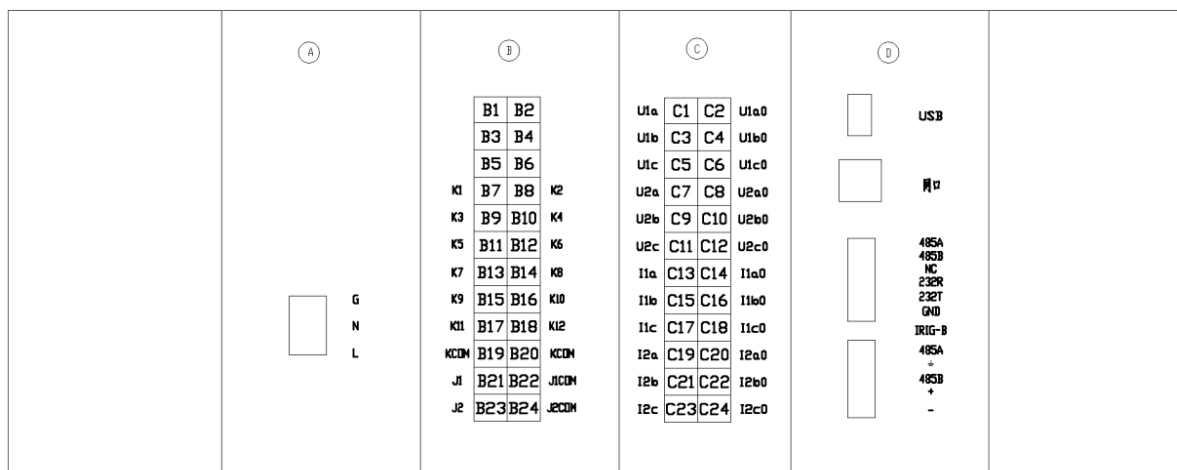 A
B
C
D
B1 B2
B3 B4
B5 B6
K1 B7 B8 K2
K3 B9 B10 K4
K5 B11 B12 K6
K7 B13 B14 K8
K9 B15 B16 K10
K11 B17 B18 K12
KCOM B19 B20 KCOM
J1 B21 B22 J1COM
J2 B23 B24 J2COM
U1a C1 C2 U1a0
U1b C3 C4 U1b0
U1c C5 C6 U1c0
U2a C7 C8 U2a0
U2b C9 C10 U2b0
U2c C11 C12 U2c0
I1a C13 C14 I1a0
I1b C15 C16 I1b0
I1c C17 C18 I1c0
I2a C19 C20 I2a0
I2b C21 C22 I2b0
I2c C23 C24 I2c0
G
N
L
USB
485A
485B
NC
232R
232T
GND
IRIG-B
485A
485B
+
-